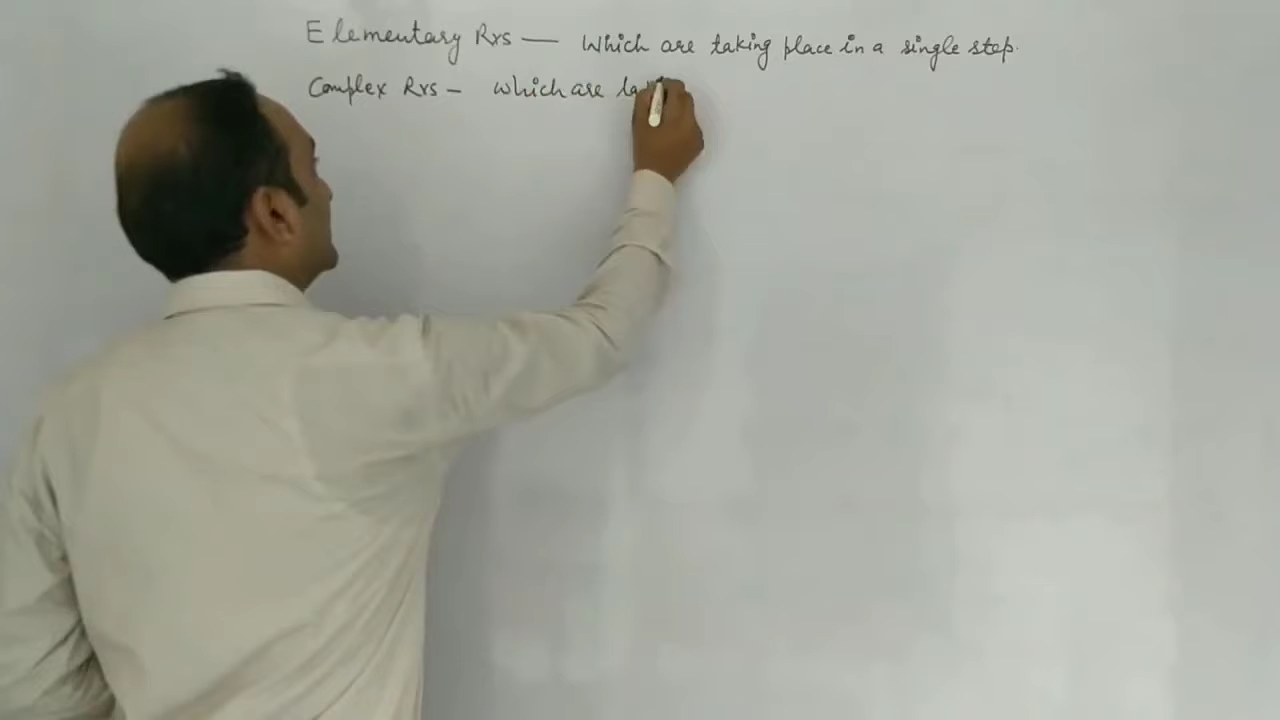 Elementary Rxs — Which are taking place in a single step.
Complex Rxs - which are